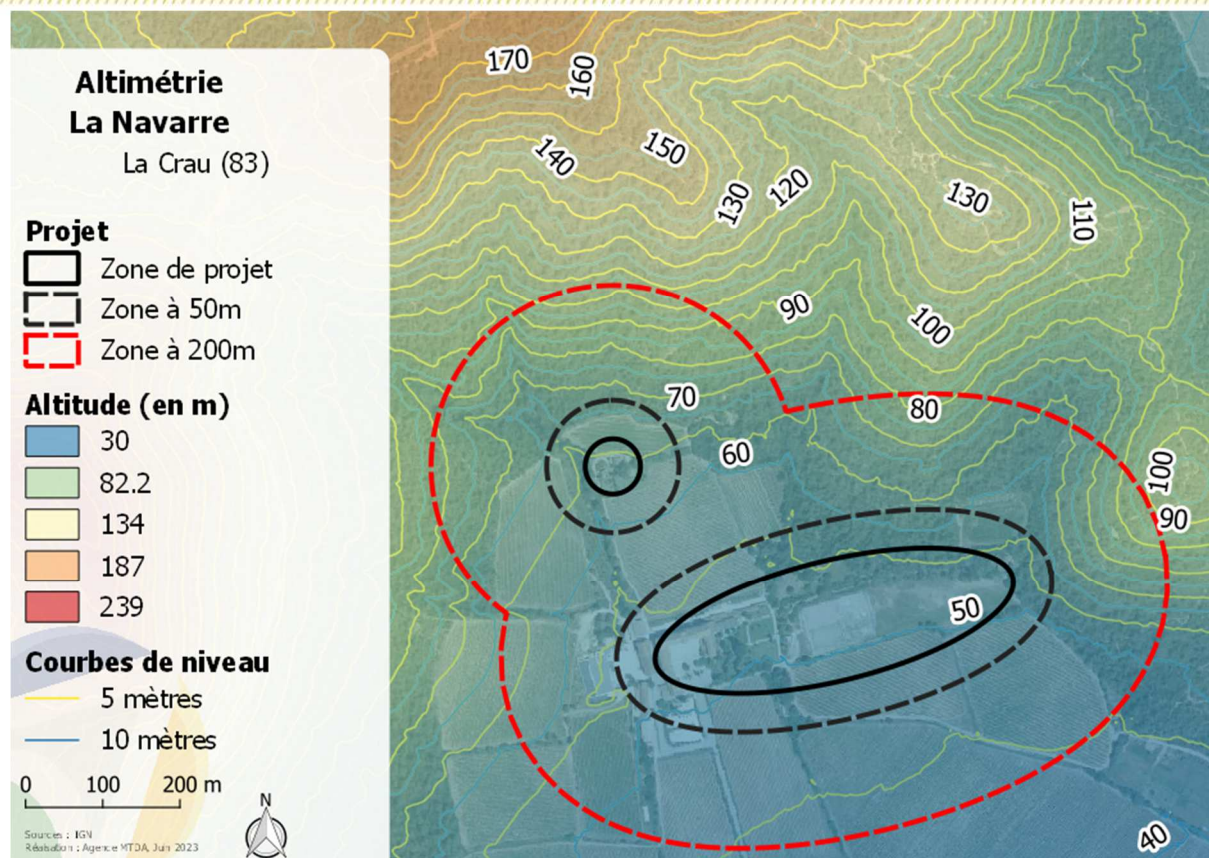 Altimétrie
La Navarre
La Crau (83)
Projet
Zone de projet
Zone à 50m
Zone à 200m
Altitude (en m)
30
82.2
134
187
239
Courbes de niveau
5 mètres
10 mètres
0 100 200 m
N
Sources : IGN
Réalisation : Agence MTDA, Juin 2023
170
160
150
140
130
120
130
110
90
100
70
80
60
100
90
50
40